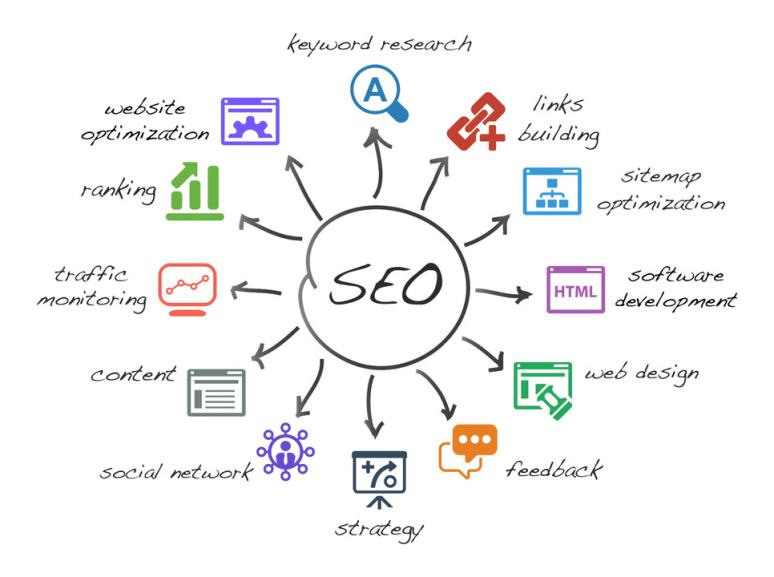 keyword research
A
links
building
sitemap
optimization
HTML
software
development
web design
feedback
strategy
social network
content
traffic
monitoring
ranking
website
optimization
SEO